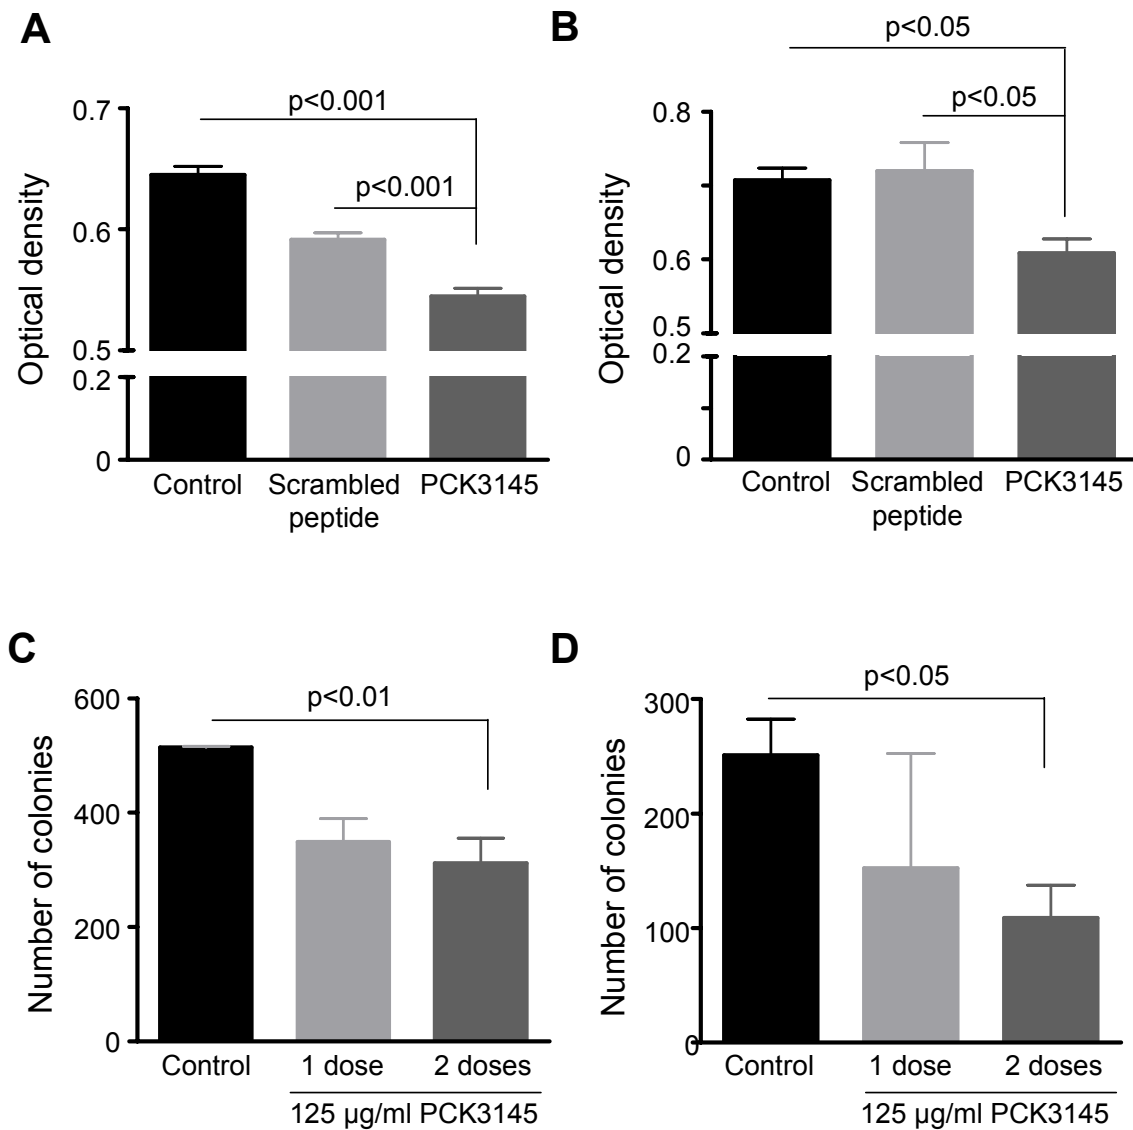 A
p<0.001
p<0.001
0.7
0.6
0.5
0.2
0
Optical density
Control
Scrambled
peptide
PCK3145
B
p<0.05
p<0.05
0.8
0.6
0.5
0.2
0
Optical density
Control
Scrambled
peptide
PCK3145
C
p<0.01
600
400
200
0
Number of colonies
Control
1 dose
2 doses
125 µg/ml PCK3145
D
p<0.05
300
200
100
0
Number of colonies
Control
1 dose
2 doses
125 µg/ml PCK3145